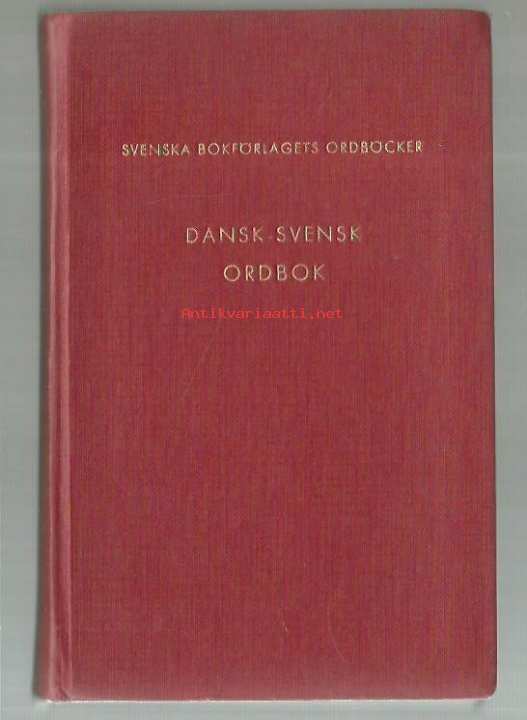 SVENSKA BOKFÖRLAGETS ORDBÖCKER
DANSK-SVENSK
ORDBOK
Antikvariaatti.net